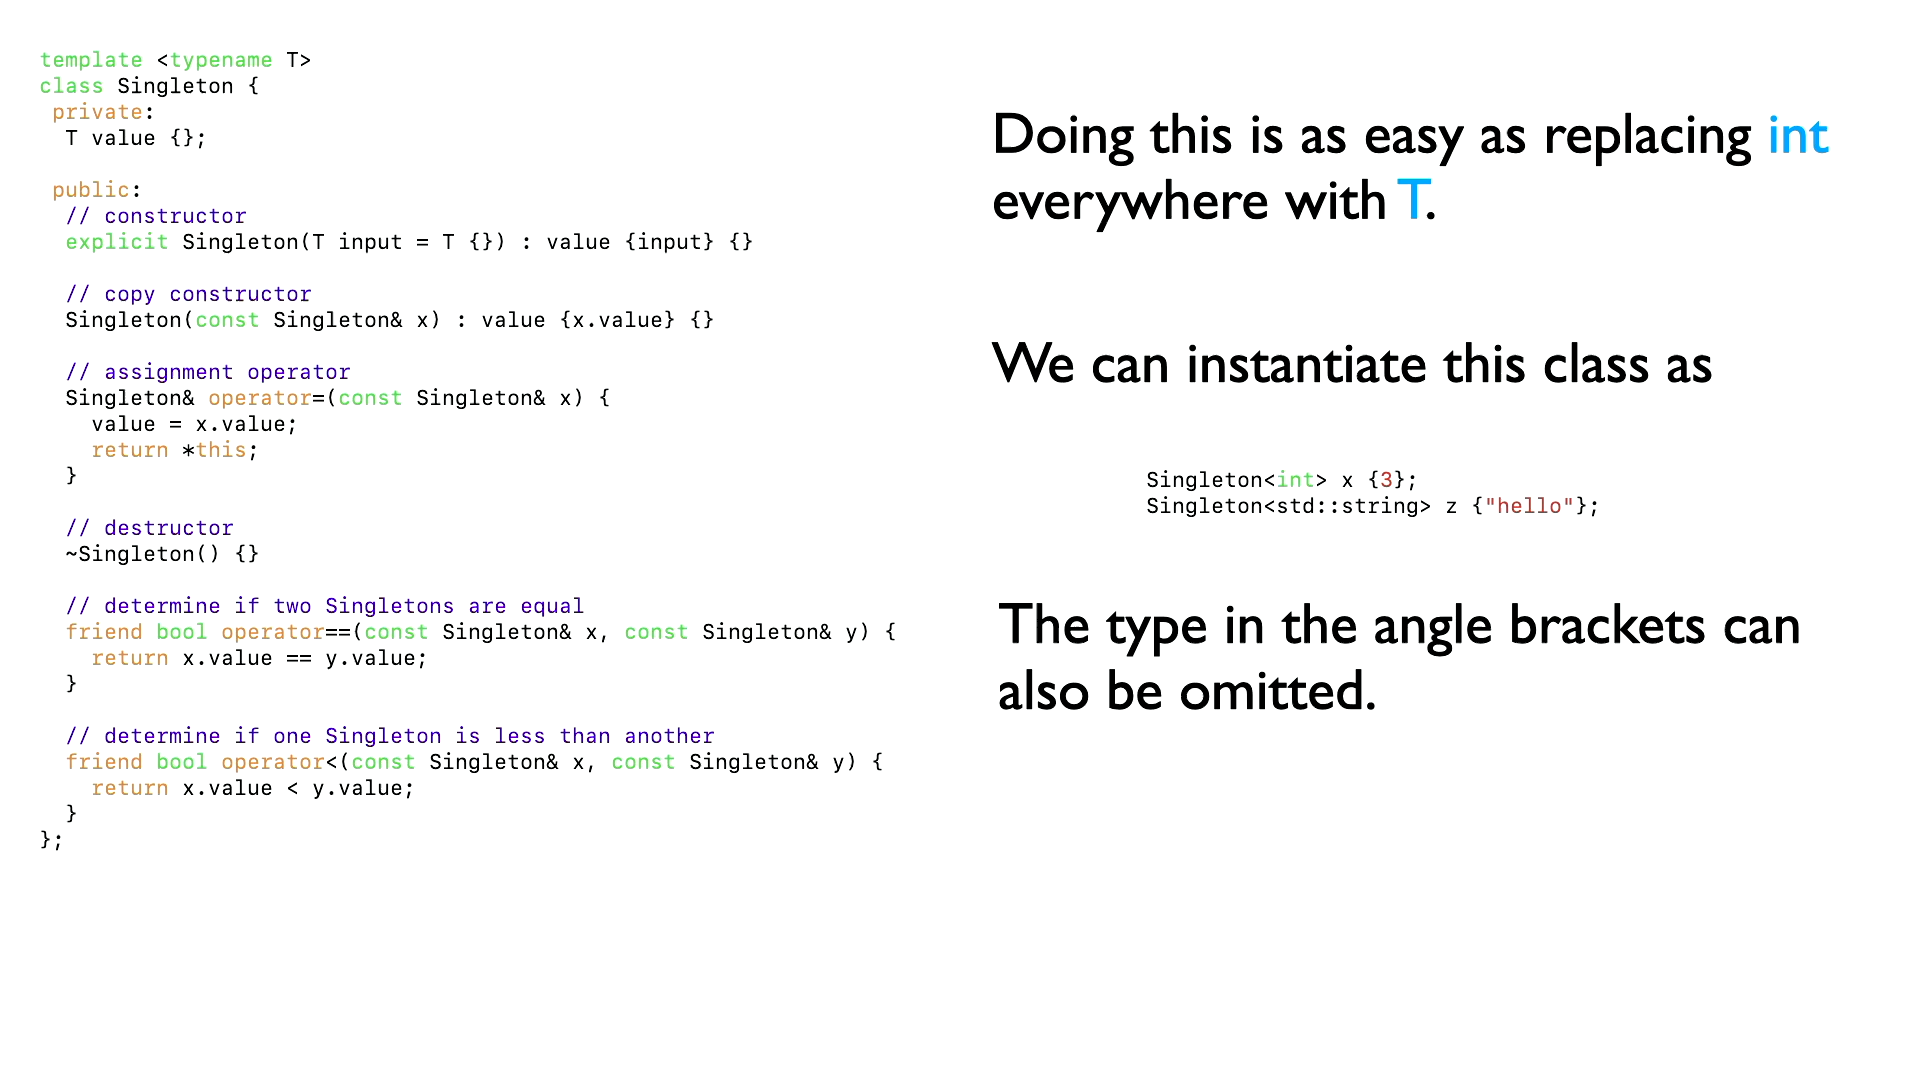 template <typename T>
class Singleton {
 private:
  T value {};

 public:
  // constructor
  explicit Singleton(T input = T {}) : value {input} {}

  // copy constructor
  Singleton(const Singleton& x) : value {x.value} {}

  // assignment operator
  Singleton& operator=(const Singleton& x) {
    value = x.value;
    return *this;
  }

  // destructor
  ~Singleton() {}

  // determine if two Singletons are equal
  friend bool operator==(const Singleton& x, const Singleton& y) {
    return x.value == y.value;
  }

  // determine if one Singleton is less than another
  friend bool operator<(const Singleton& x, const Singleton& y) {
    return x.value < y.value;
  }
};
Doing this is as easy as replacing int
everywhere with T.
We can instantiate this class as
Singleton<int> x {3};
Singleton<std::string> z {"hello"};
The type in the angle brackets can
also be omitted.